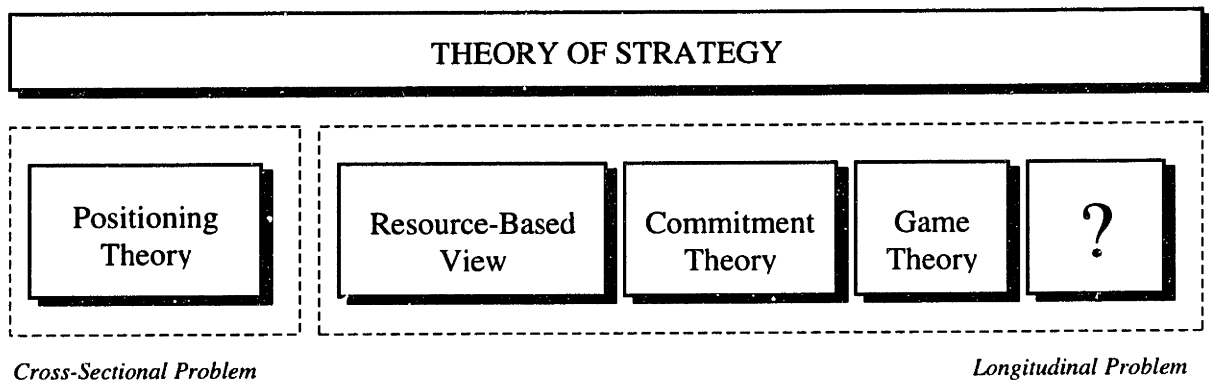 THEORY OF STRATEGY
Positioning
Theory
Resource-Based
View
Commitment
Theory
Game
Theory
?
Cross-Sectional Problem
Longitudinal Problem